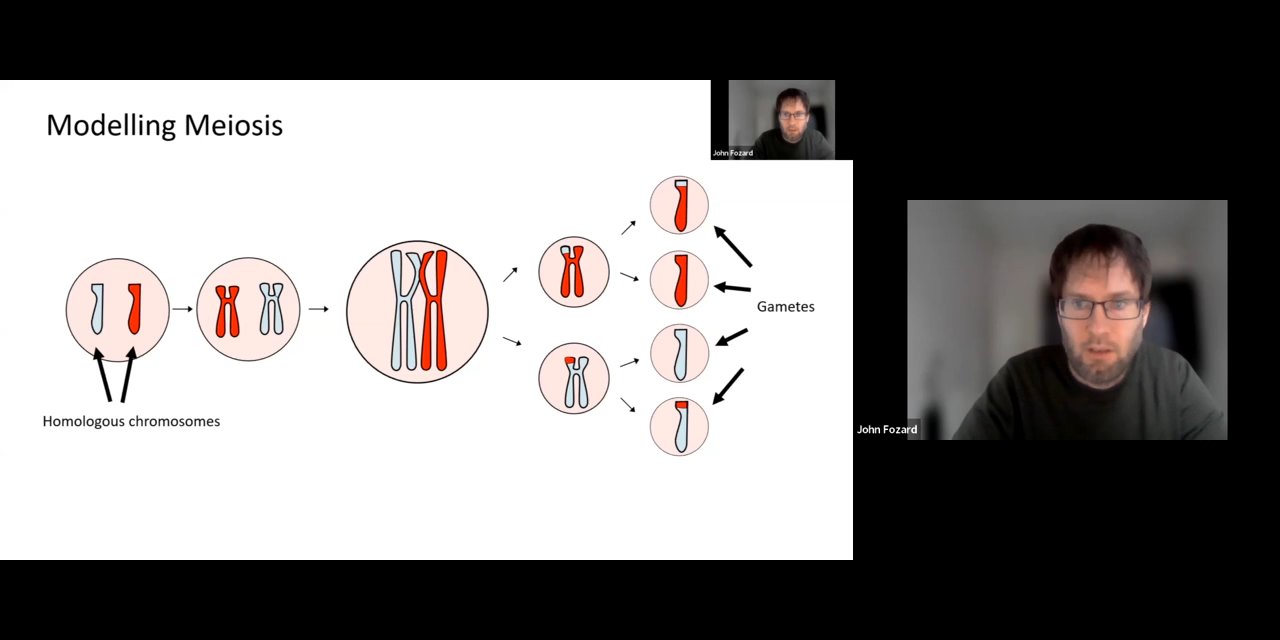 Modelling Meiosis
John Fozard
Gametes
Homologous chromosomes
John Fozard